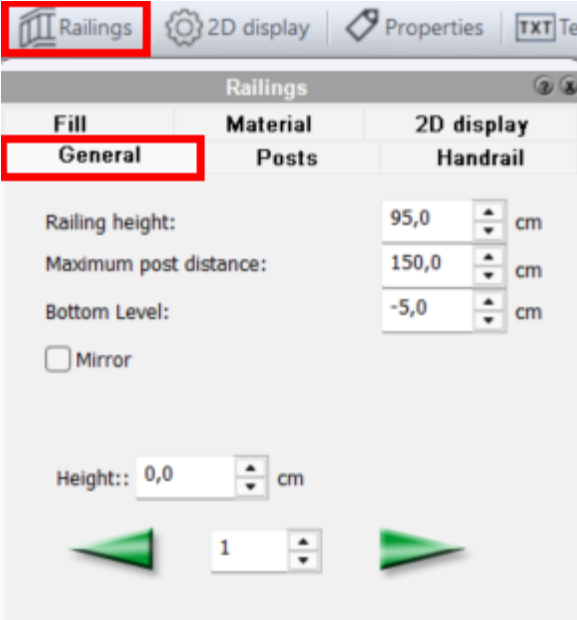 Railings 2D display Properties TXT Te
Railings
Fill Material 2D display
General Posts Handrail
Railing height: 95,0 cm
Maximum post distance: 150,0 cm
Bottom Level: -5,0 cm
Mirror
Height:: 0,0 cm
1